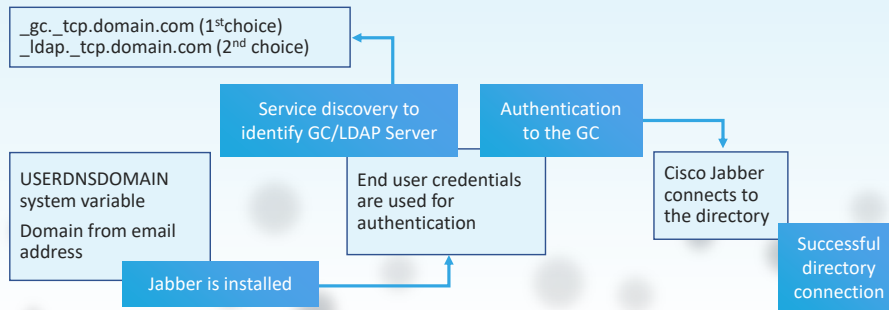 _gc._tcp.domain.com (1st choice)
_ldap._tcp.domain.com (2nd choice)
Service discovery to
identify GC/LDAP Server
Authentication
to the GC
USERDNSDOMAIN
system variable
Domain from email
address
End user credentials
are used for
authentication
Cisco Jabber
connects to
the directory
Jabber is installed
Successful
directory
connection